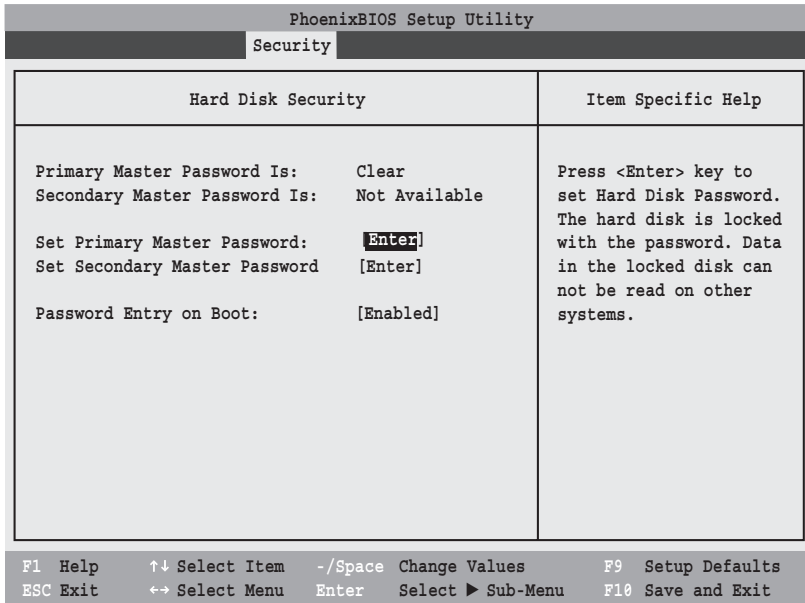 PhoenixBIOS Setup Utility
Security
Hard Disk Security
Item Specific Help
Primary Master Password Is: Clear
Secondary Master Password Is: Not Available
Set Primary Master Password: [Enter]
Set Secondary Master Password [Enter]
Password Entry on Boot: [Enabled]
Press <Enter> key to
set Hard Disk Password.
The hard disk is locked
with the password. Data
in the locked disk can
not be read on other
systems.
F1 Help ↑↓ Select Item -/Space Change Values F9 Setup Defaults
ESC Exit ←→ Select Menu Enter Select ▶ Sub-Menu F10 Save and Exit